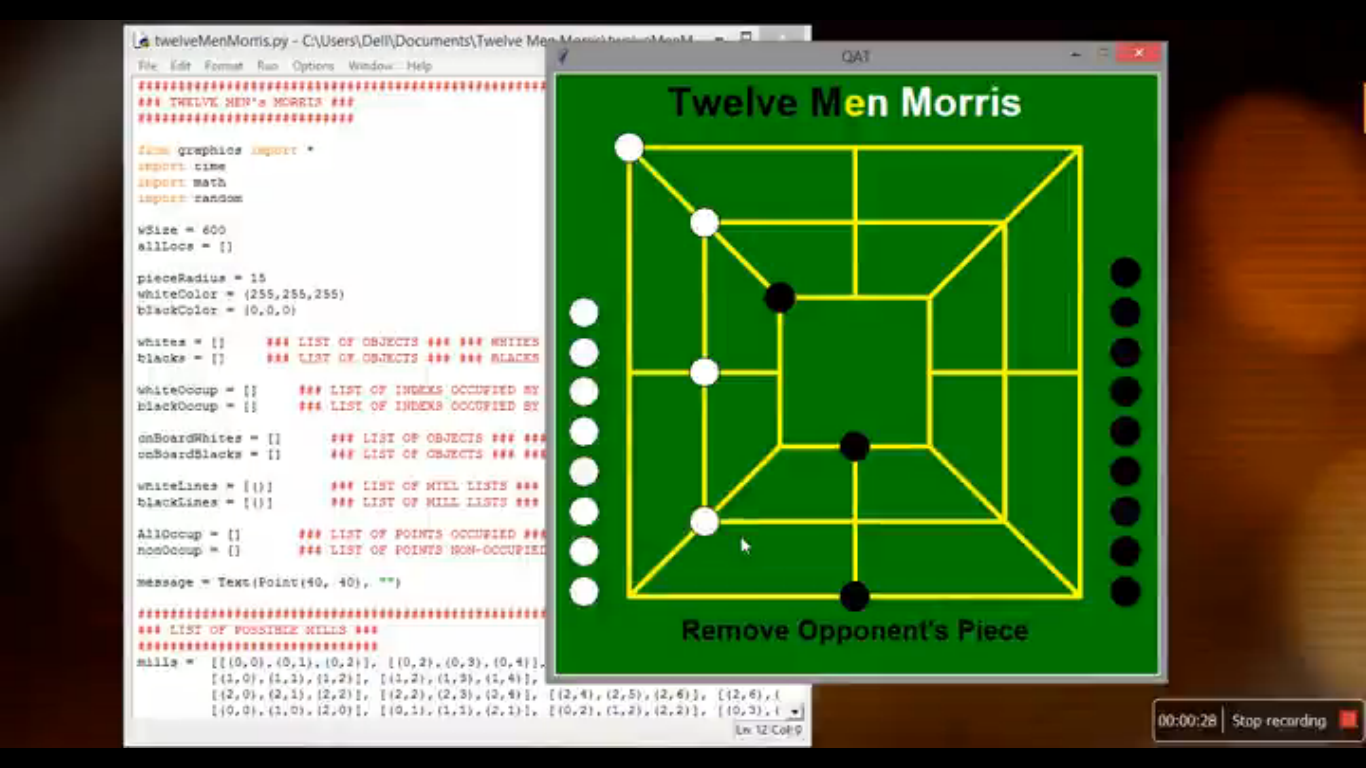 twelveMenMorris.py - C:\Users\Dell\Documents\Twelve Men Morris\twelveMenM
File Edit Format Run Options Window Help
##########################
### TWELVE MEN's MORRIS ###
##########################
from graphics import *
import time
import math
import random
wSize = 600
allLocs = []
pieceRadius = 15
whiteColor = (255,255,255)
blackColor = (0,0,0)
whites = [] ### LIST OF OBJECTS ### ### WHITES
blacks = [] ### LIST OF OBJECTS ### ### BLACKS
whiteOccup = [] ### LIST OF INDEXS OCCUPIED BY
blackOccup = [] ### LIST OF INDEXS OCCUPIED BY
onBoardWhites = [] ### LIST OF OBJECTS ### ###
onBoardBlacks = [] ### LIST OF OBJECTS ### ###
whiteLines = [()] ### LIST OF MILL LISTS ###
blackLines = [()] ### LIST OF MILL LISTS ###
AllOccup = [] ### LIST OF POINTS OCCUPIED ###
nonOccup = [] ### LIST OF POINTS NON-OCCUPIED
message = Text(Point(40, 40), "")
### LIST OF POSSIBLE MILLS ###
mills = [[(0,0),(0,1),(0,2)], [(0,2),(0,3),(0,4)],
[(1,0),(1,1),(1,2)], [(1,2),(1,3),(1,4)],
[(2,0),(2,1),(2,2)], [(2,2),(2,3),(2,4)], [(2,4),(2,5),(2,6)], [(2,6),(
[(0,0),(1,0),(2,0)], [(0,1),(1,1),(2,1)], [(0,2),(1,2),(2,2)], [(0,3),(
Ln: 12 Col: 0
QAT
Twelve Men Morris
Remove Opponent's Piece
00:00:28 Stop recording